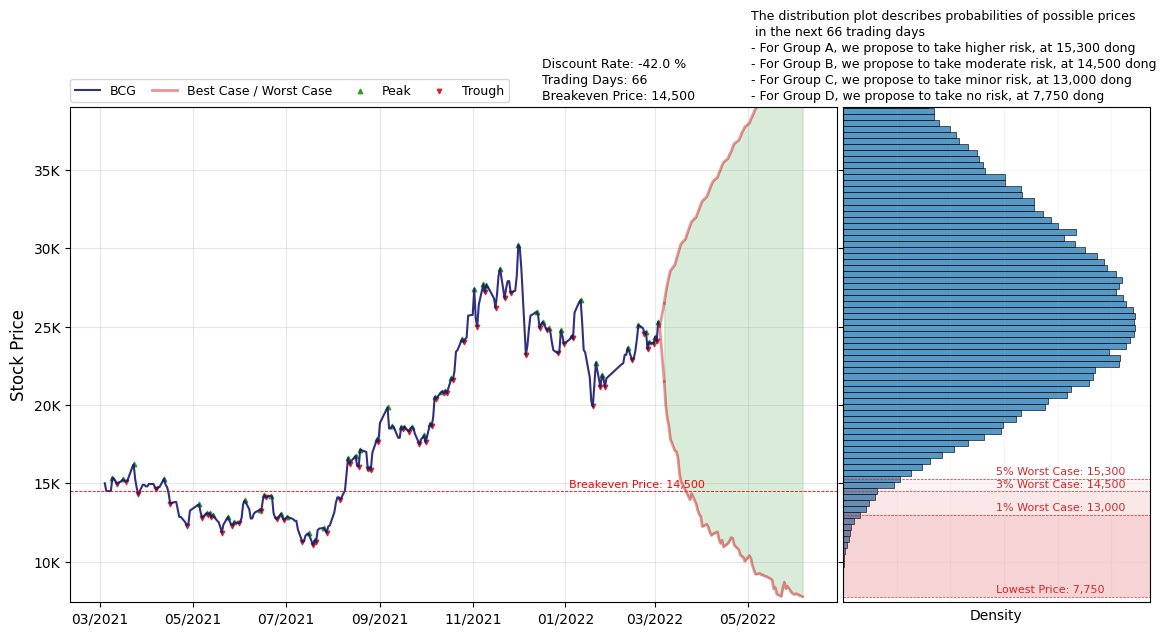 The distribution plot describes probabilities of possible prices
in the next 66 trading days
- For Group A, we propose to take higher risk, at 15,300 dong
- For Group B, we propose to take moderate risk, at 14,500 dong
- For Group C, we propose to take minor risk, at 13,000 dong
- For Group D, we propose to take no risk, at 7,750 dong
Discount Rate: -42.0 %
Trading Days: 66
Breakeven Price: 14,500
BCG
Best Case / Worst Case
Peak
Trough
Stock Price
35K
30K
25K
20K
15K
10K
Breakeven Price: 14,500
03/2021
05/2021
07/2021
09/2021
11/2021
01/2022
03/2022
05/2022
5% Worst Case: 15,300
3% Worst Case: 14,500
1% Worst Case: 13,000
Lowest Price: 7,750
Density